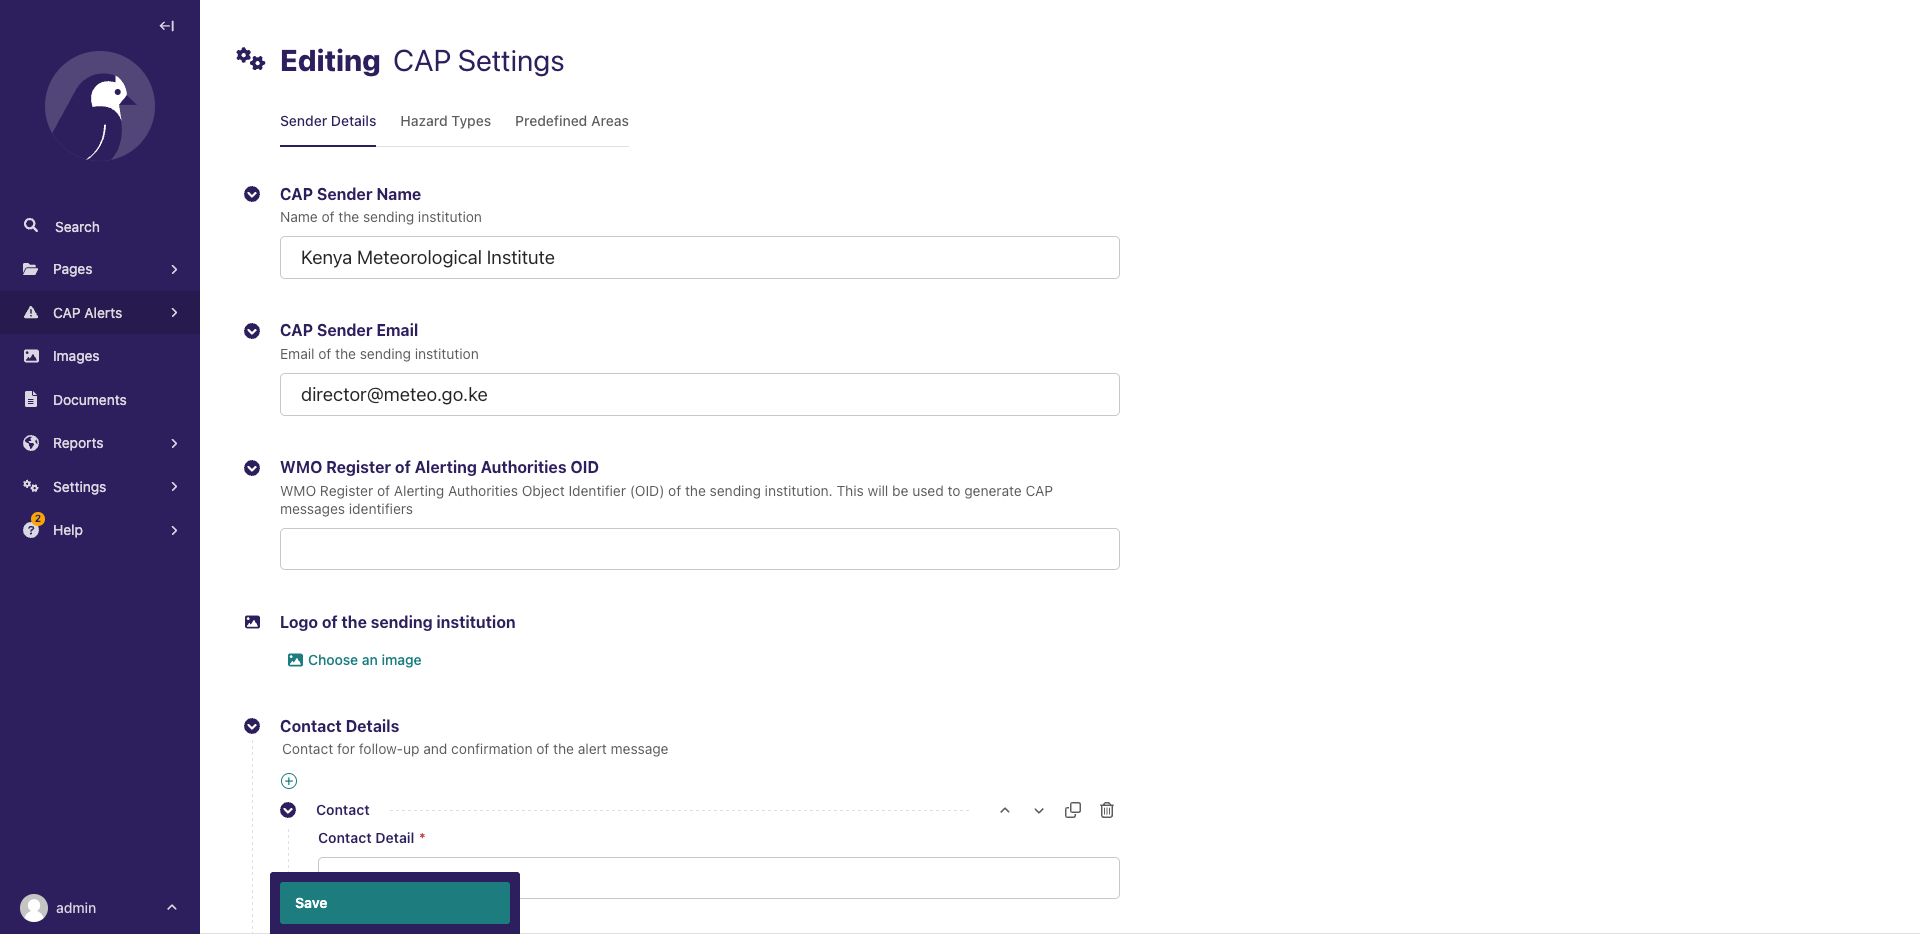 Editing CAP Settings
Sender Details Hazard Types Predefined Areas
Search
Pages
CAP Alerts
Images
Documents
Reports
Settings
2
Help
admin
CAP Sender Name
Name of the sending institution
Kenya Meteorological Institute
CAP Sender Email
Email of the sending institution
director@meteo.go.ke
WMO Register of Alerting Authorities OID
WMO Register of Alerting Authorities Object Identifier (OID) of the sending institution. This will be used to generate CAP
messages identifiers
Logo of the sending institution
Choose an image
Contact Details
Contact for follow-up and confirmation of the alert message
Contact
Contact Detail *
Save